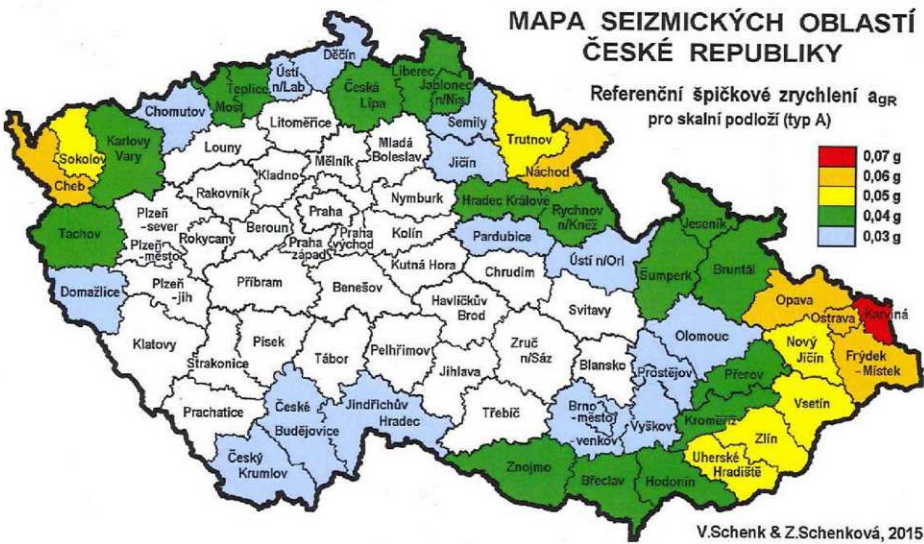 MAPA SEIZMICKÝCH OBLASTÍ
ČESKÉ REPUBLIKY
Referenční špičkové zrychlení agR
pro skalní podloží (typ A)
0,07 g
0,06 g
0,05 g
0,04 g
0,03 g
Děčín
Ústí
n/Lab
Teplice
Most
Chomutov
Litoměřice
Česká
Lípa
Liberec
Jablonec
n/Nis
Semily
Trutnov
Náchod
Karlovy
Vary
Sokolov
Cheb
Louny
Mělník
Mladá
Boleslav
Jičín
Kladno
Rakovník
Praha
Nymburk
Hradec Králové
Rychnov
n/Kněž
Tachov
Plzeň
-sever
Plzeň
-město
Rokycany
Beroun
Praha
západ
Praha
východ
Kolín
Pardubice
Ústí n/Orl
Jeseník
Šumperk
Bruntál
Domažlice
Plzeň
-jih
Příbram
Benešov
Kutná Hora
Chrudim
Svitavy
Havlíčkův
Brod
Opava
Ostrava
Karviná
Klatovy
Strakonice
Písek
Tábor
Pelhřimov
Jihlava
Zruč
n/Sáz
Blansko
Olomouc
Prostějov
Přerov
Nový
Jičín
Frýdek
-Místek
Prachatice
České
Budějovice
Jindřichův
Hradec
Třebíč
Brno
-město
-venkov
Vyškov
Kroměříž
Vsetín
Zlín
Český
Krumlov
Znojmo
Břeclav
Hodonín
Uherské
Hradiště
V.Schenk & Z.Schenková, 2015